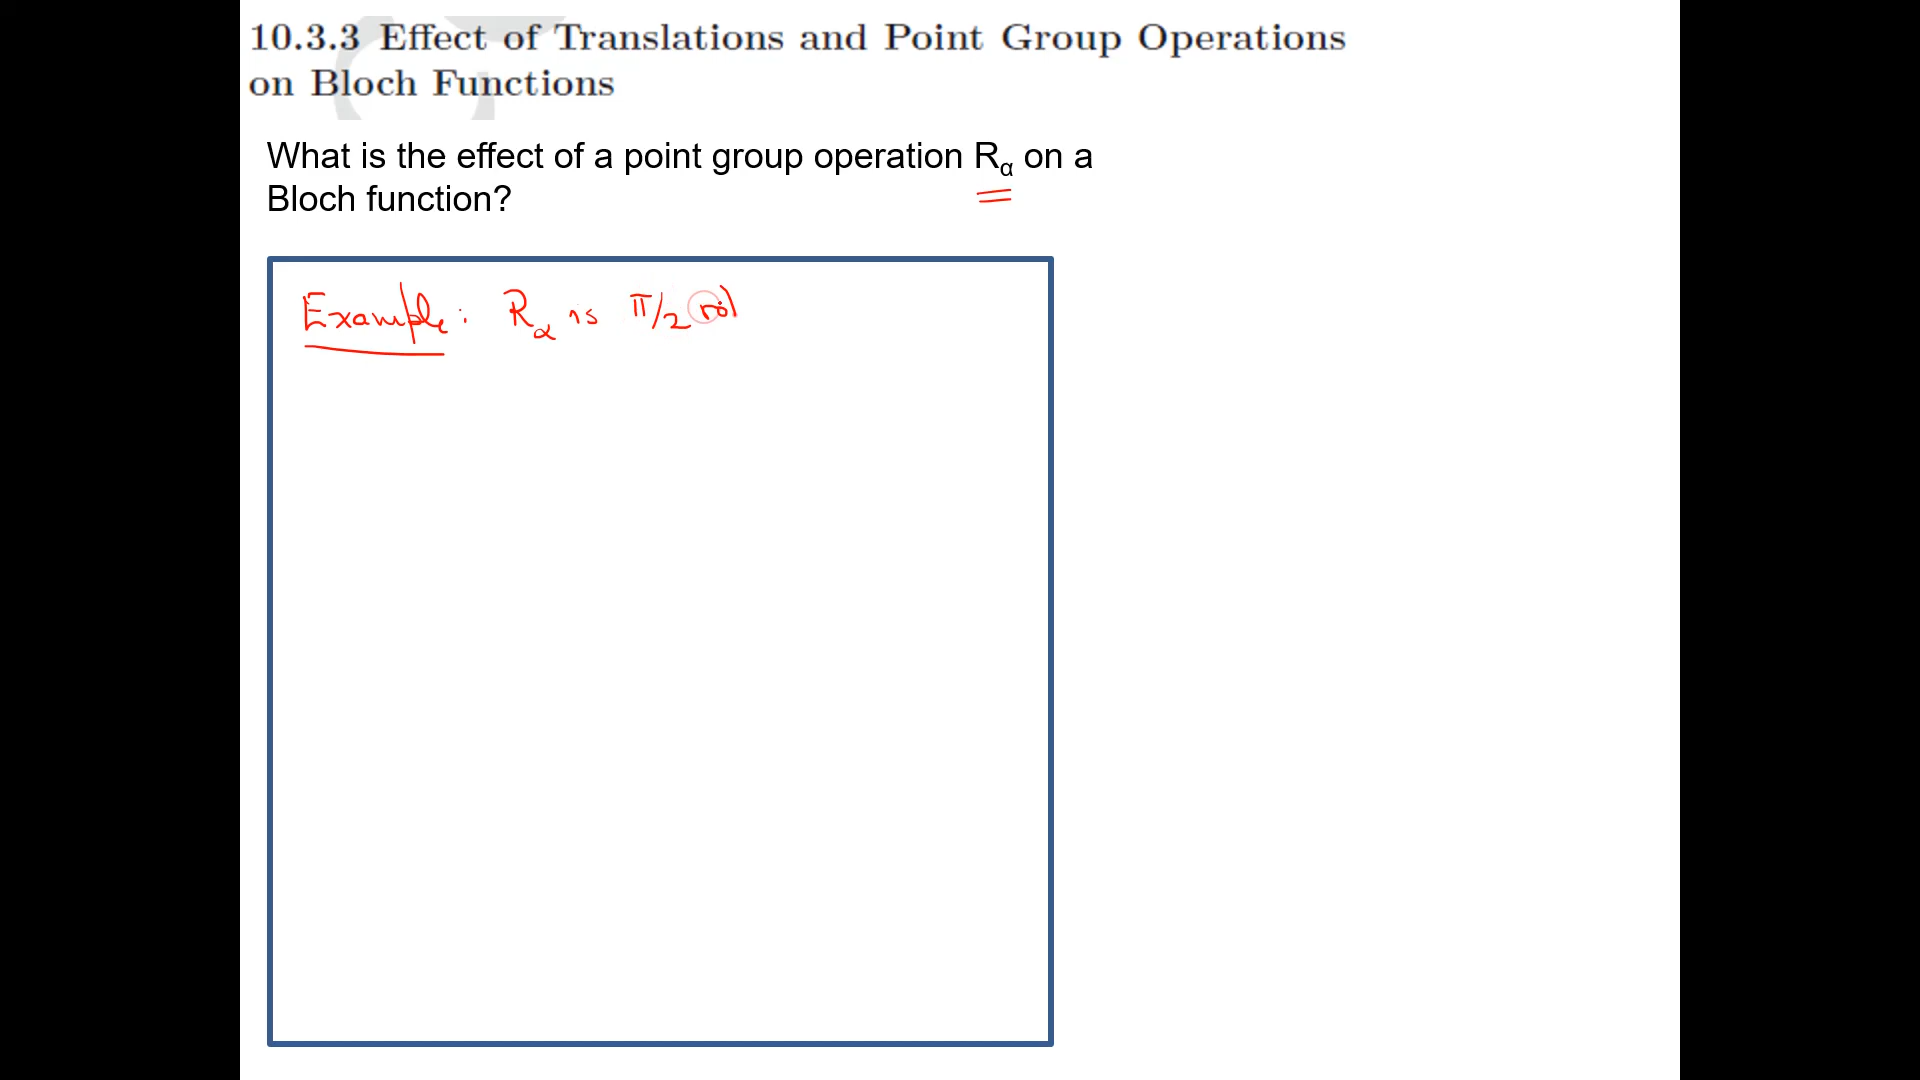 10.3.3 Effect of Translations and Point Group Operations
on Bloch Functions
What is the effect of a point group operation Rα on a
Bloch function?
Example: Rα is π/2 rot